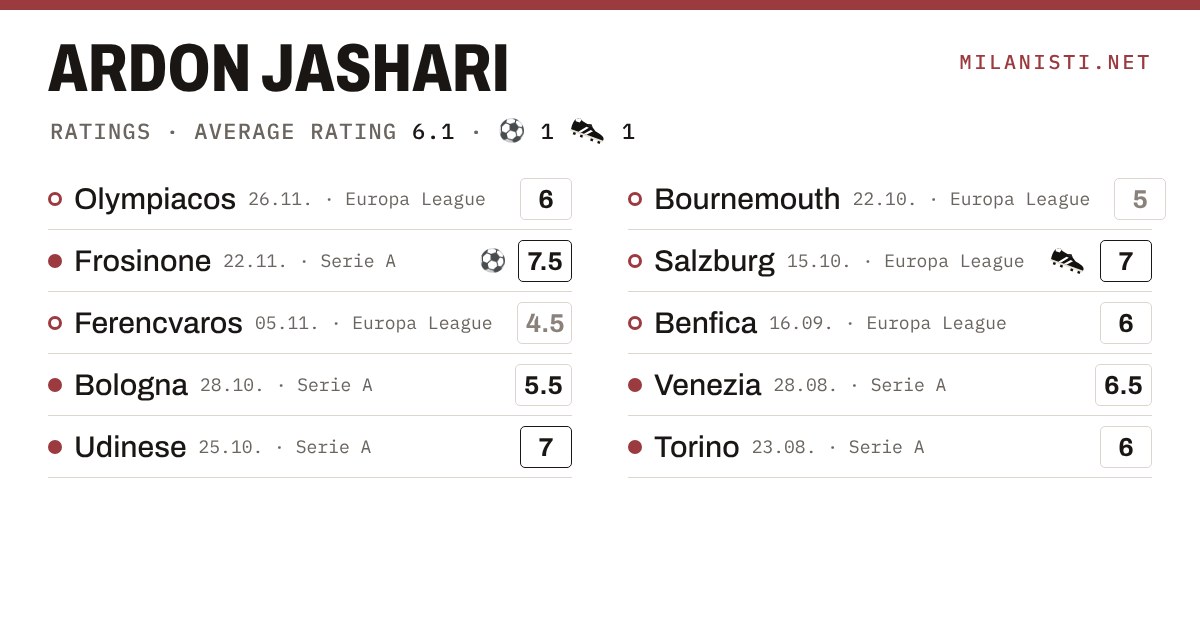 ARDON JASHARI
MILANISTI.NET
RATINGS · AVERAGE RATING 6.1 · ⚽ 1 👟 1
Olympiacos 26.11. · Europa League 6
Frosinone 22.11. · Serie A ⚽ 7.5
Ferencvaros 05.11. · Europa League 4.5
Bologna 28.10. · Serie A 5.5
Udinese 25.10. · Serie A 7
Bournemouth 22.10. · Europa League 5
Salzburg 15.10. · Europa League 👟 7
Benfica 16.09. · Europa League 6
Venezia 28.08. · Serie A 6.5
Torino 23.08. · Serie A 6